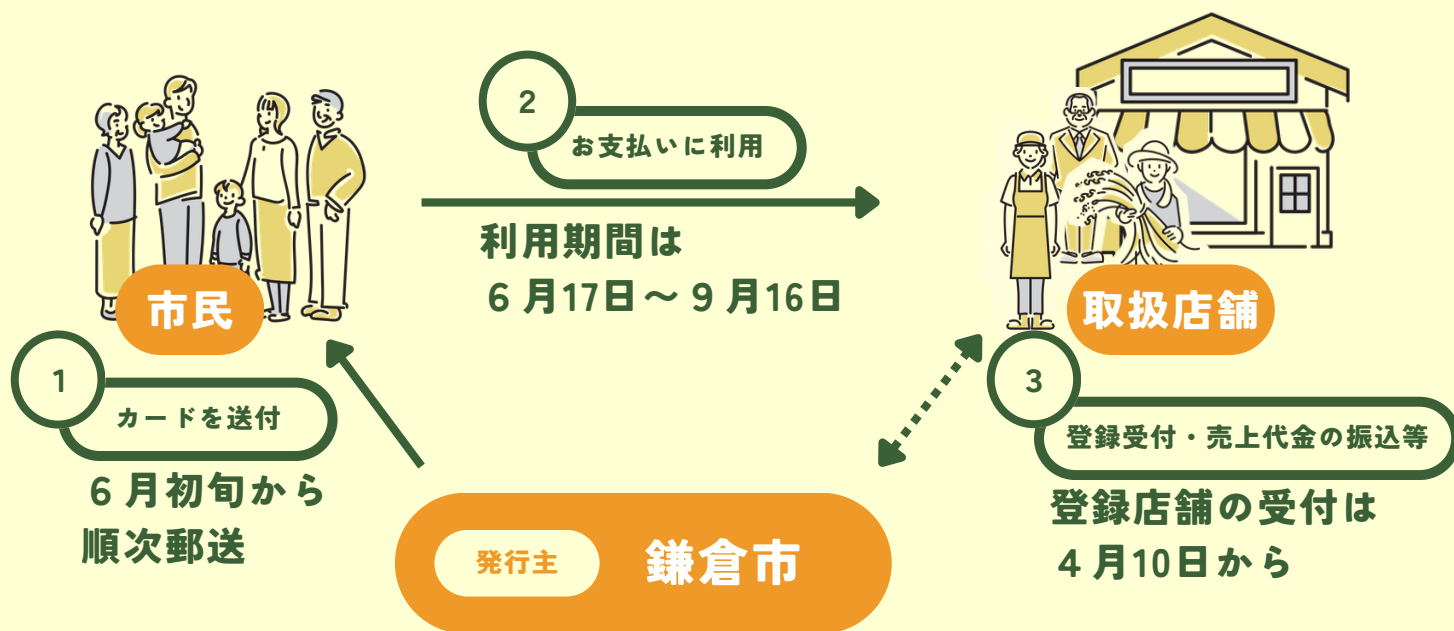 2
お支払いに利用
利用期間は
６月17日～９月16日
市民
取扱店舗
1
カードを送付
６月初旬から
順次郵送
3
登録受付・売上代金の振込等
登録店舗の受付は
４月10日から
発行主
鎌倉市